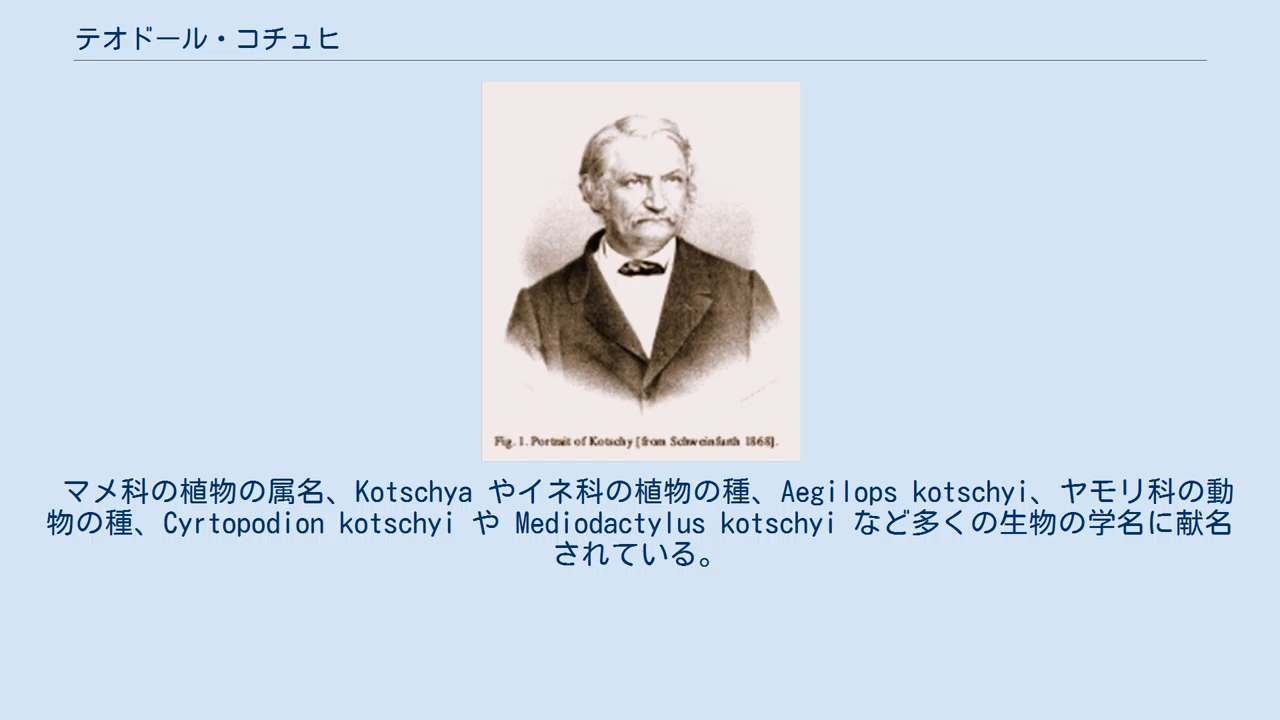 テオドール・コチュヒ
Fig. 1. Portrait of Kotschy [from Schweinfurth 1868].
マメ科の植物の属名、Kotschya やイネ科の植物の種、Aegilops kotschyi、ヤモリ科の動
物の種、Cyrtopodion kotschyi や Mediodactylus kotschyi など多くの生物の学名に献名
されている。